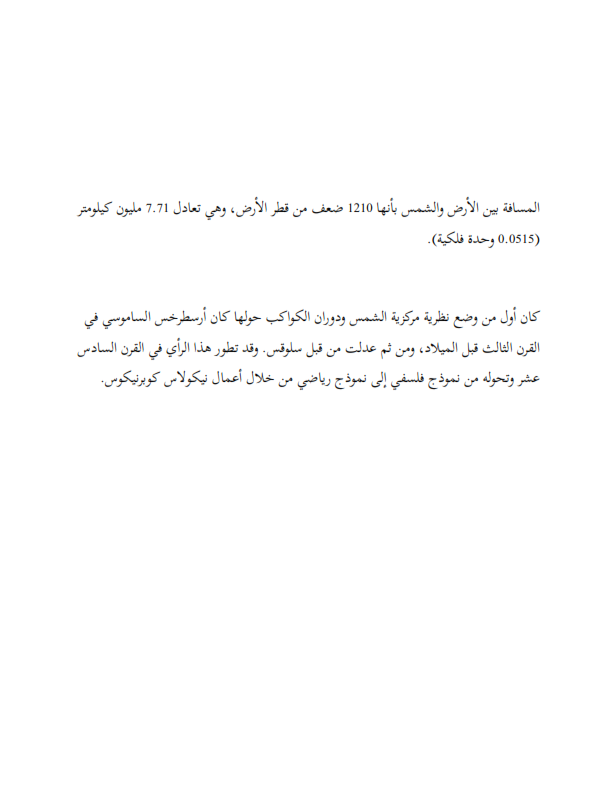 المسافة بين الأرض والشمس بأنها 1210 ضعف من قطر الأرض، وهي تعادل 7.71 مليون كيلومتر
(0.0515 وحدة فلكية).
كان أول من وضع نظرية مركزية الشمس ودوران الكواكب حولها كان أرسطرخس الساموسي في
القرن الثالث قبل الميلاد، ومن ثم عدلت من قبل سلوقس. وقد تطور هذا الرأي في القرن السادس
عشر وتحوله من نموذج فلسفي إلى نموذج رياضي من خلال أعمال نيكولاس كوبرنيكوس.